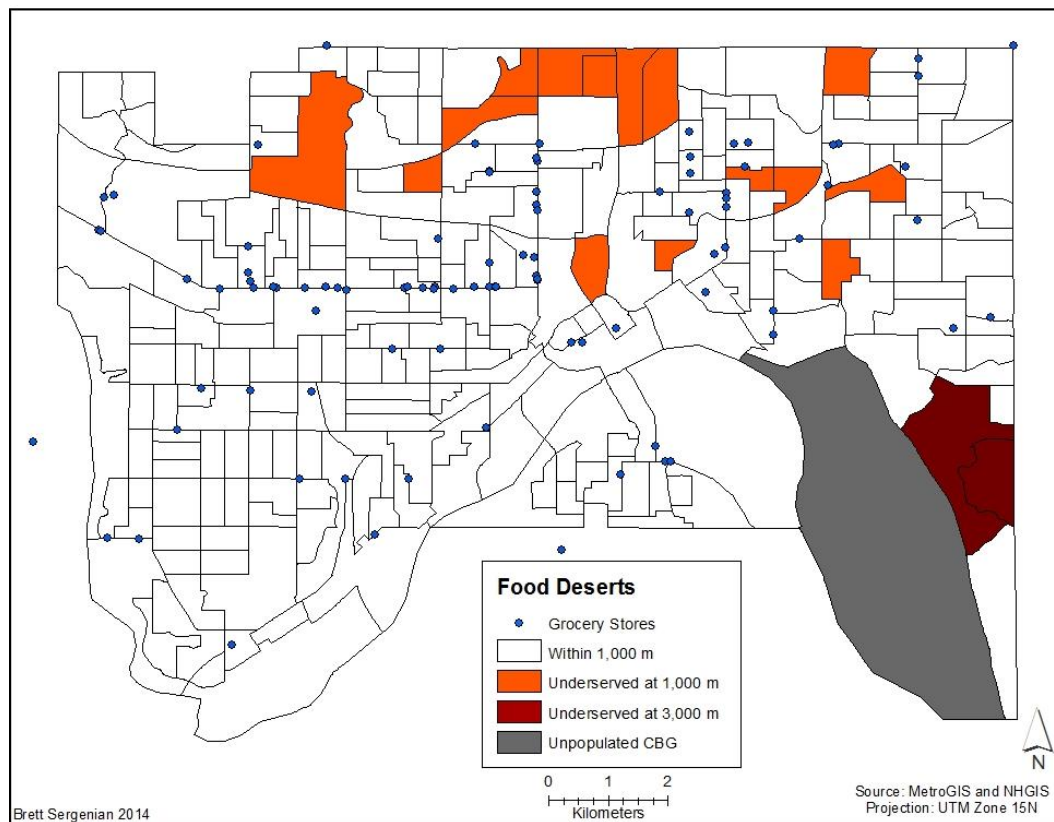 Food Deserts
Grocery Stores
Within 1,000 m
Underserved at 1,000 m
Underserved at 3,000 m
Unpopulated CBG
0 1 2
Kilometers
N
Brett Sergenian 2014
Source: MetroGIS and NHGIS
Projection: UTM Zone 15N